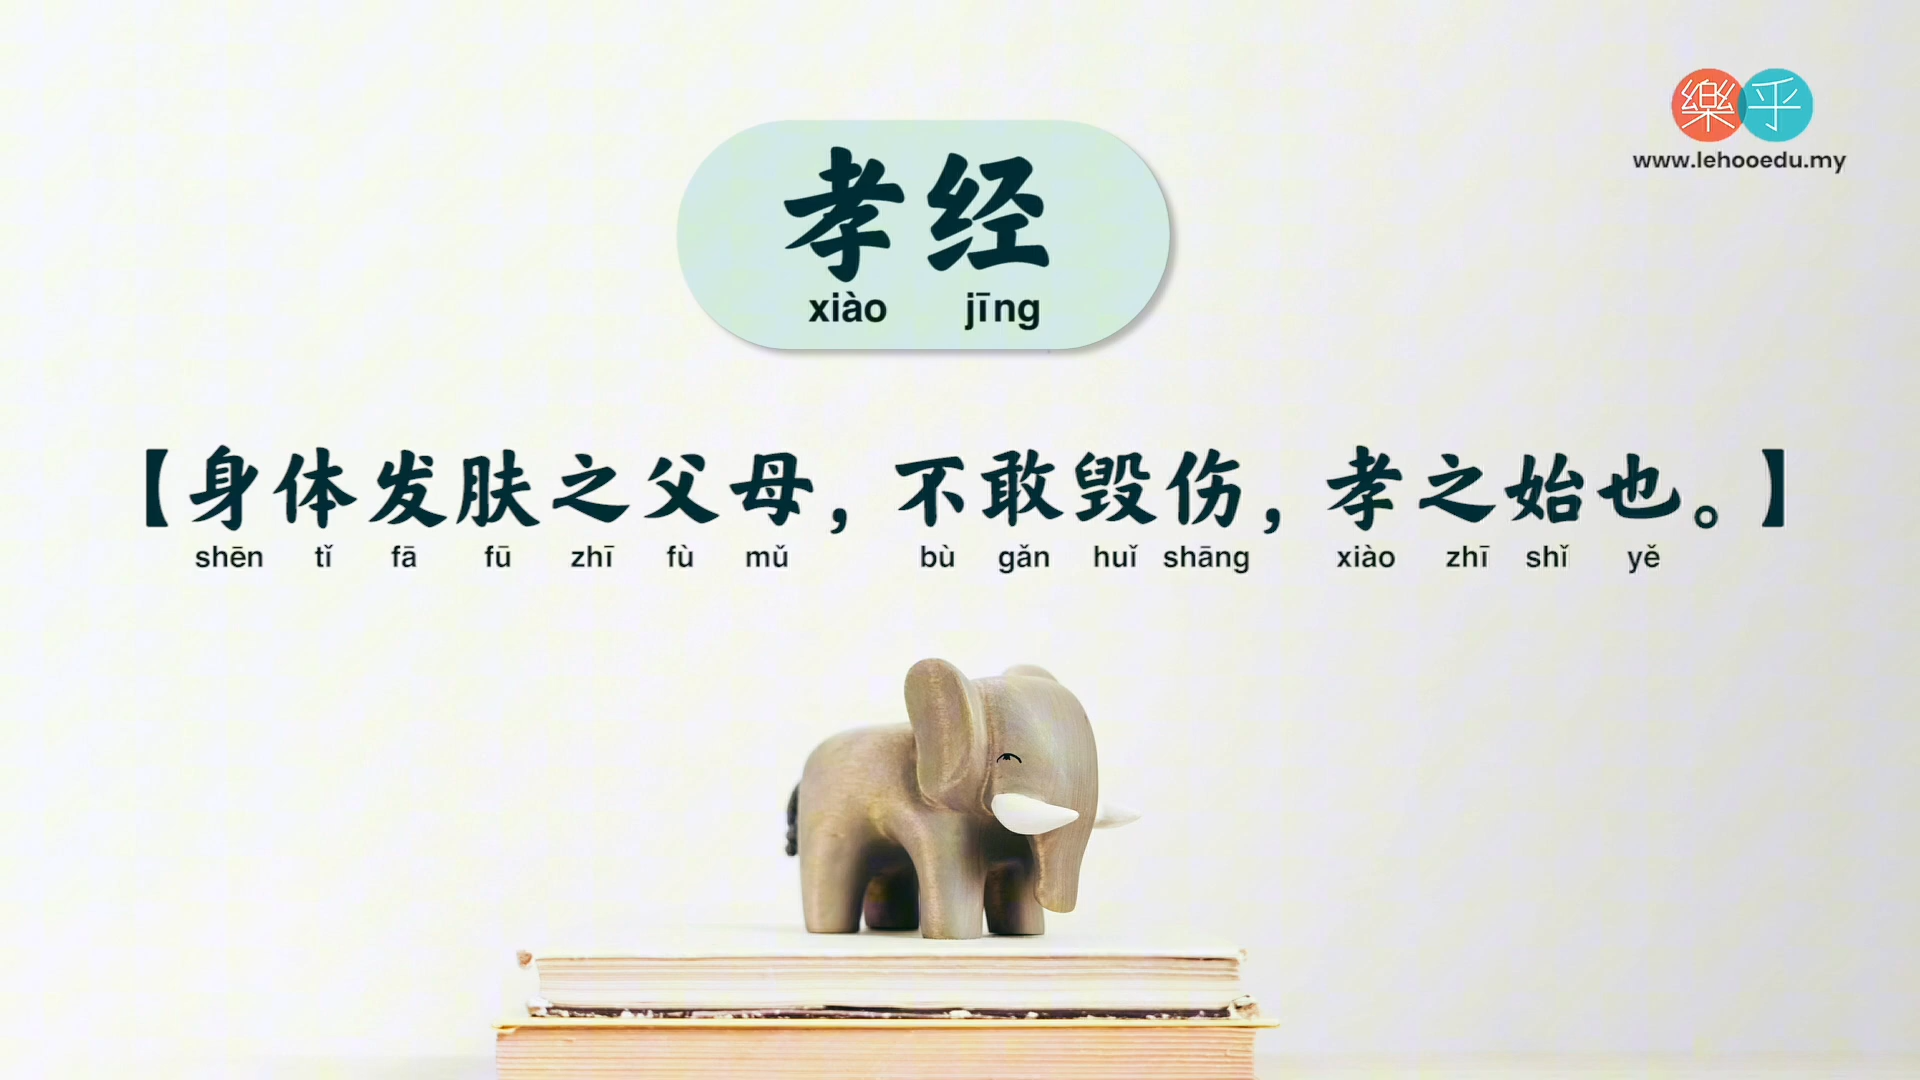 樂乎
www.lehooedu.my
孝经
xiào jīng
【身体发肤之父母，不敢毁伤，孝之始也。】
shēn tǐ fā fū zhī fù mǔ bù gǎn huǐ shāng xiào zhī shǐ yě